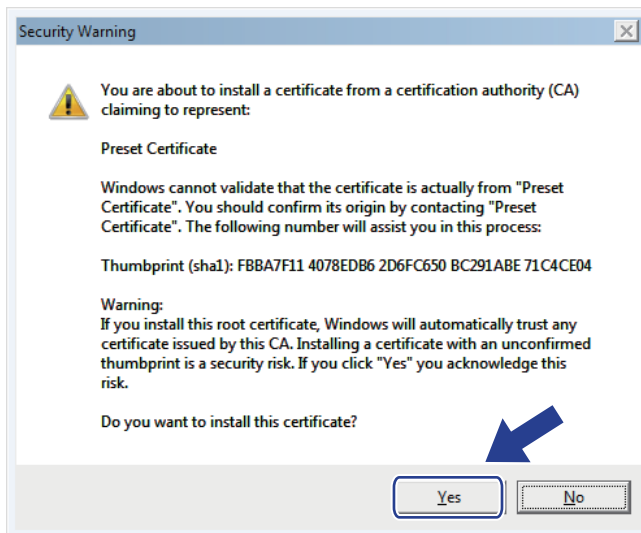 Security Warning
You are about to install a certificate from a certification authority (CA)
claiming to represent:
Preset Certificate
Windows cannot validate that the certificate is actually from "Preset
Certificate". You should confirm its origin by contacting "Preset
Certificate". The following number will assist you in this process:
Thumbprint (sha1): FBBA7F11 4078EDB6 2D6FC650 BC291ABE 71C4CE04
Warning:
If you install this root certificate, Windows will automatically trust any
certificate issued by this CA. Installing a certificate with an unconfirmed
thumbprint is a security risk. If you click "Yes" you acknowledge this
risk.
Do you want to install this certificate?
Yes No